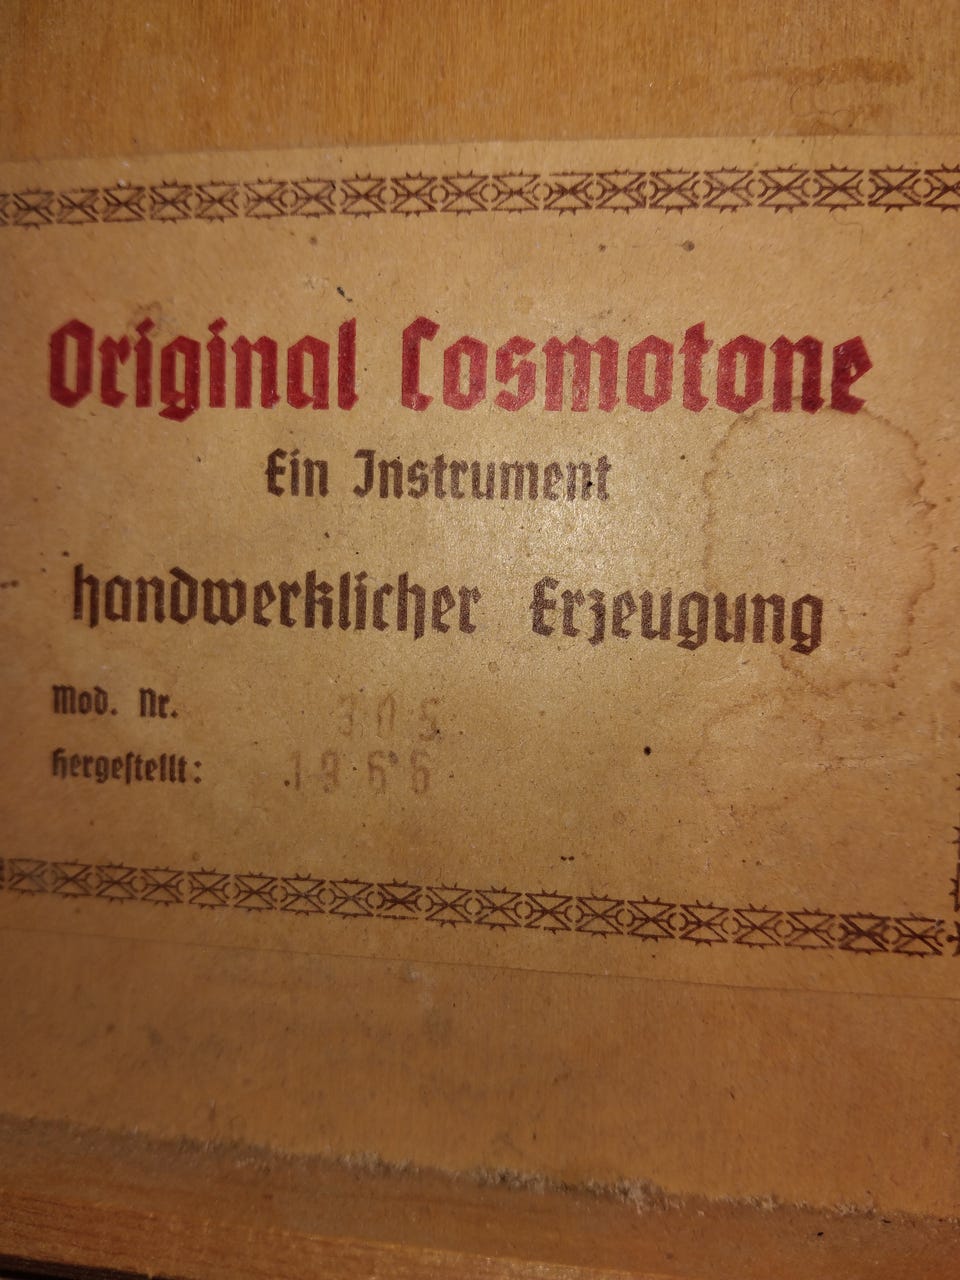 Original Cosmotone
Ein Instrument
handwerklicher Erzeugung
Mod. Nr. 305
Hergestellt: 1966